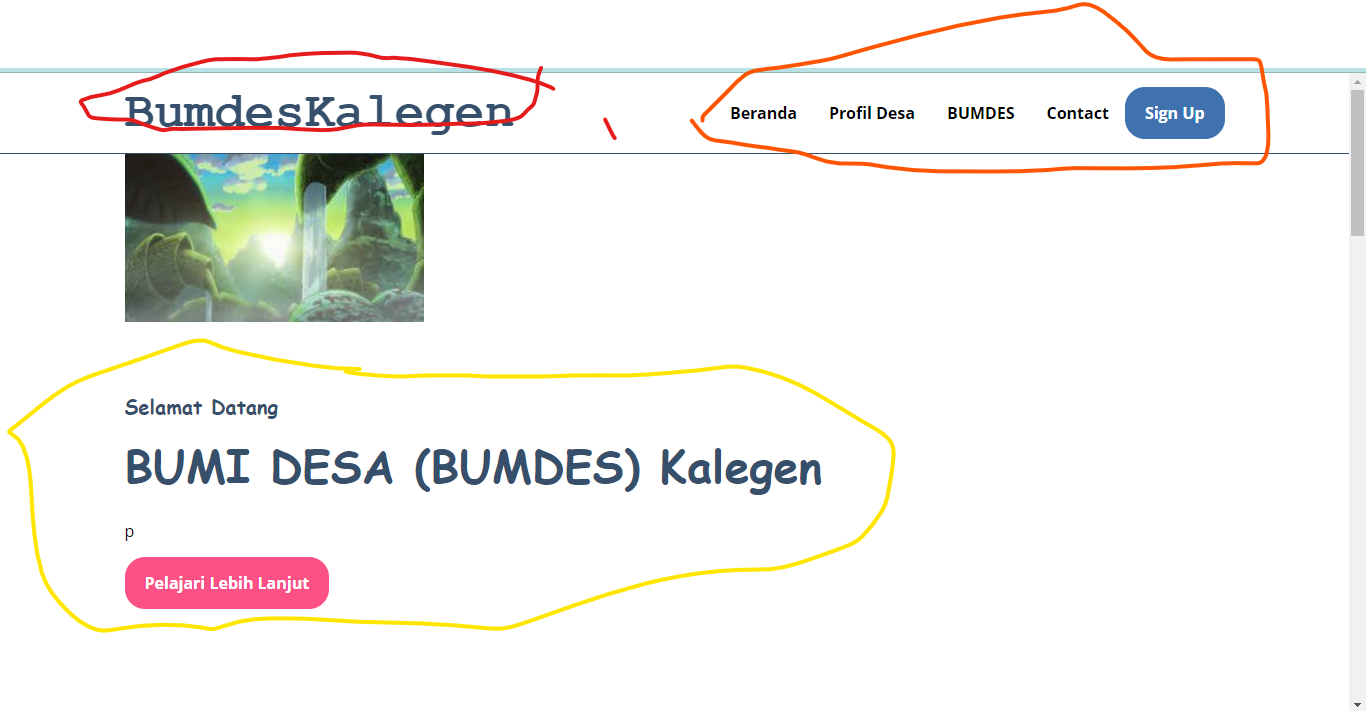 BumdesKalegen
Beranda Profil Desa BUMDES Contact Sign Up
Selamat Datang
BUMI DESA (BUMDES) Kalegen
p
Pelajari Lebih Lanjut